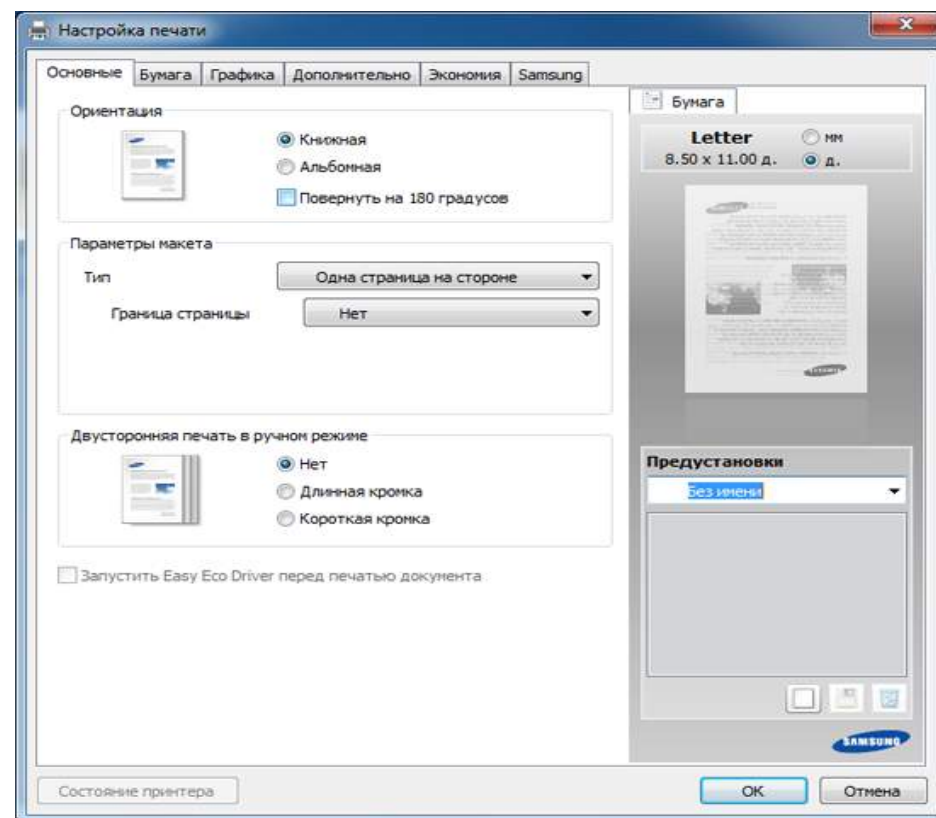 Настройка печати
Основные Бумага Графика Дополнительно Экономия Samsung
Ориентация
Книжная
Альбомная
Повернуть на 180 градусов
Параметры макета
Тип Одна страница на стороне
Граница страницы Нет
Двусторонняя печать в ручном режиме
Нет
Длинная кромка
Короткая кромка
Запустить Easy Eco Driver перед печатью документа
Бумага
Letter мм
8.50 x 11.00 д. д.
Предустановки
Без имени
SAMSUNG
Состояние принтера OK Отмена